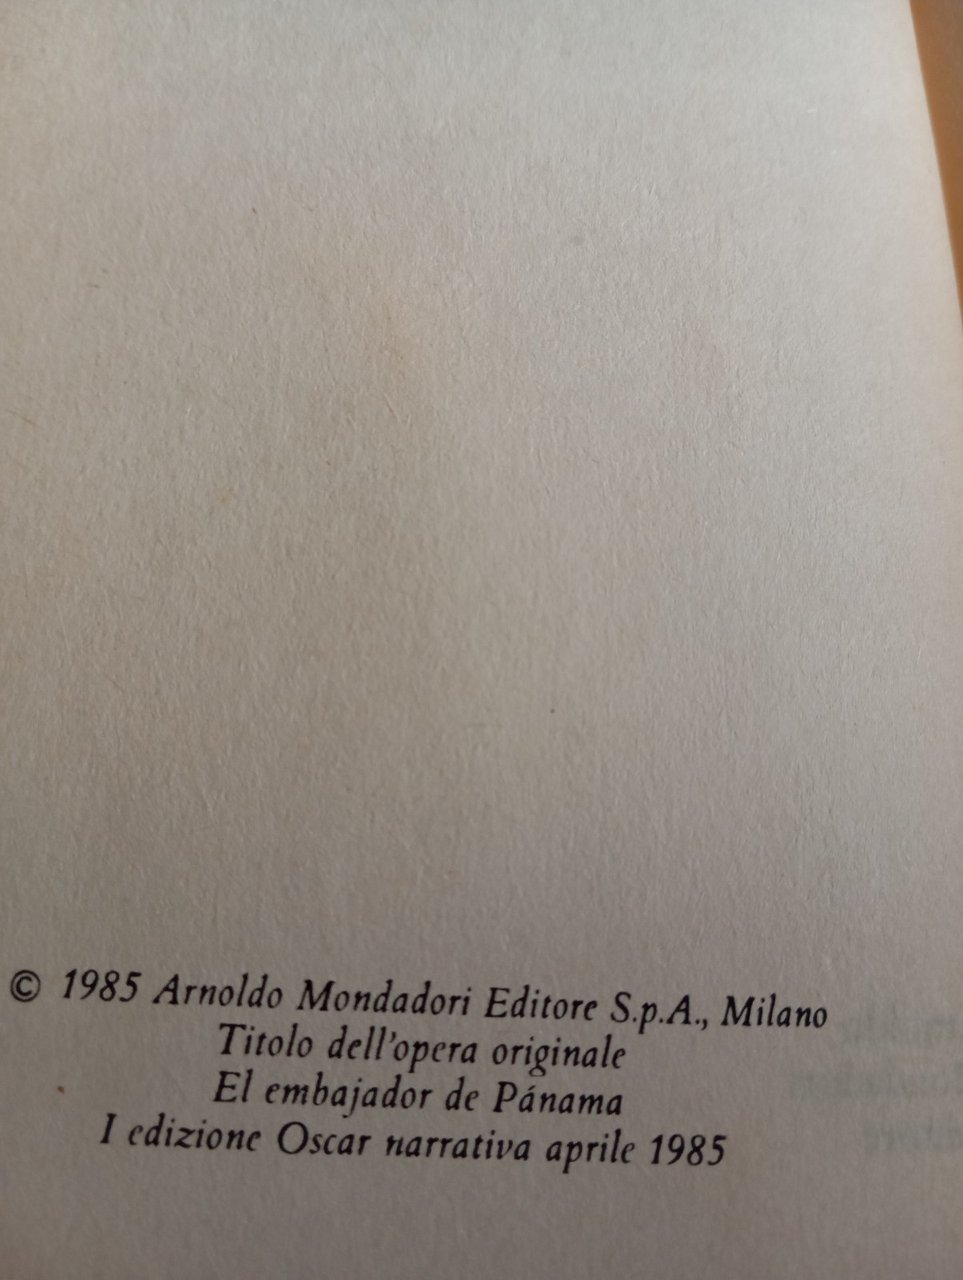 © 1985 Arnoldo Mondadori Editore S.p.A., Milano
Titolo dell'opera originale
El embajador de Pánama
I edizione Oscar narrativa aprile 1985